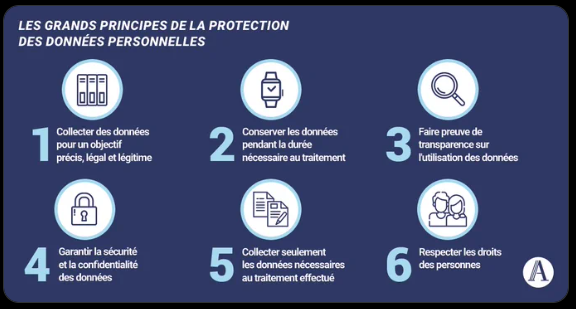 LES GRANDS PRINCIPES DE LA PROTECTION
DES DONNÉES PERSONNELLES
1
Collecter des données
pour un objectif
précis, légal et légitime
2
Conserver les données
pendant la durée
nécessaire au traitement
3
Faire preuve de
transparence sur
l'utilisation des données
4
Garantir la sécurité
et la confidentialité
des données
5
Collecter seulement
les données nécessaires
au traitement effectué
6
Respecter les droits
des personnes
A